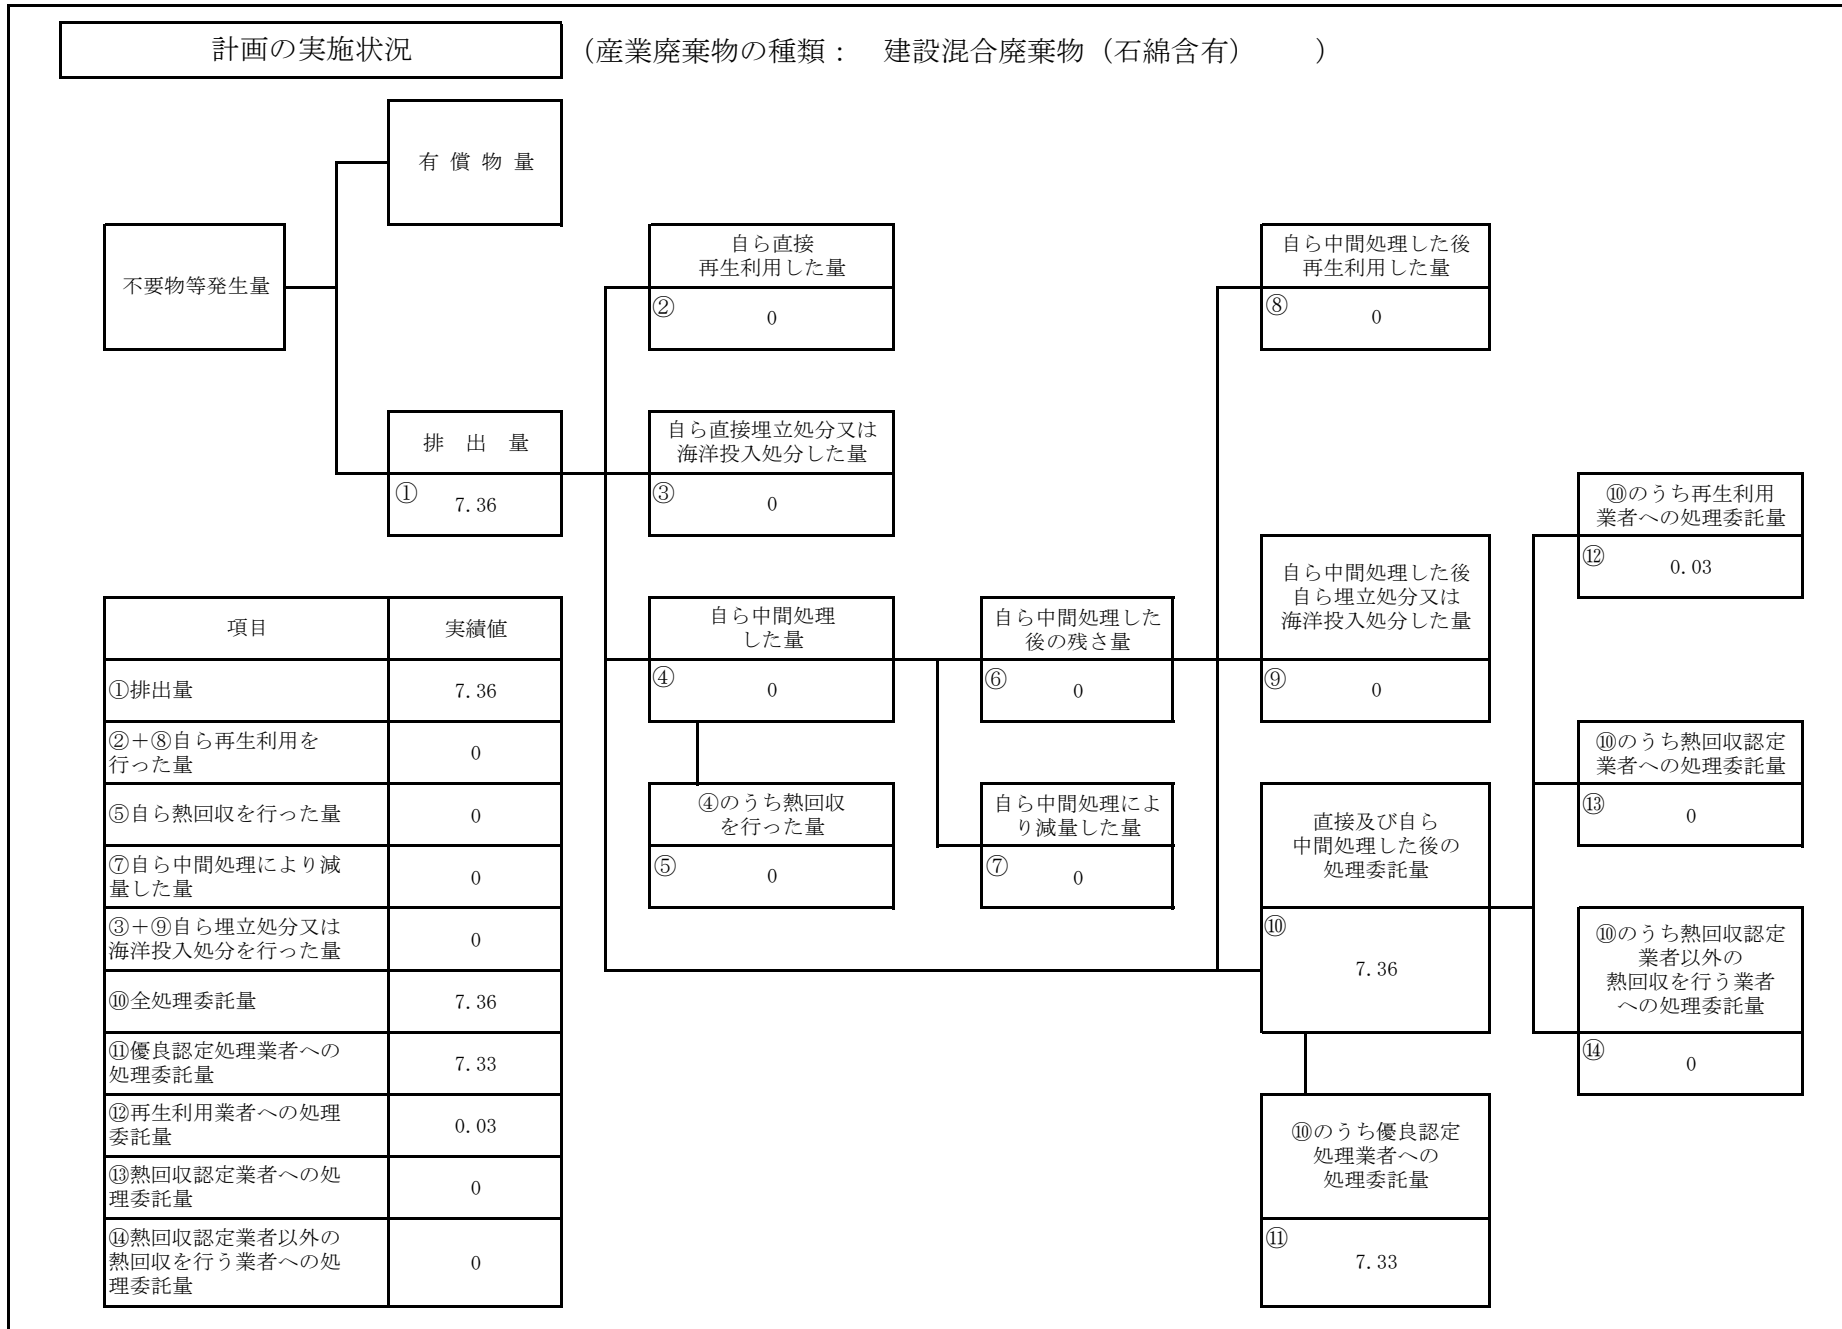 計画の実施状況
（産業廃棄物の種類：　建設混合廃棄物（石綿含有）　　）
有 償 物 量
不要物等発生量
自ら直接
再生利用した量
②
0
自ら中間処理した後
再生利用した量
⑧
0
排　出　量
①
7.36
自ら直接埋立処分又は
海洋投入処分した量
③
0
⑩のうち再生利用
業者への処理委託量
⑫
0.03
自ら中間処理した後
自ら埋立処分又は
海洋投入処分した量
⑨
0
自ら中間処理
した量
④
0
自ら中間処理した
後の残さ量
⑥
0
⑩のうち熱回収認定
業者への処理委託量
⑬
0
④のうち熱回収
を行った量
⑤
0
自ら中間処理によ
り減量した量
⑦
0
直接及び自ら
中間処理した後の
処理委託量
⑩
7.36
⑩のうち熱回収認定
業者以外の
熱回収を行う業者
への処理委託量
⑭
0
⑩のうち優良認定
処理業者への
処理委託量
⑪
7.33
項目　実績値
①排出量　7.36
②＋⑧自ら再生利用を
行った量　0
⑤自ら熱回収を行った量　0
⑦自ら中間処理により減
量した量　0
③＋⑨自ら埋立処分又は
海洋投入処分を行った量　0
⑩全処理委託量　7.36
⑪優良認定処理業者への
処理委託量　7.33
⑫再生利用業者への処理
委託量　0.03
⑬熱回収認定業者への処
理委託量　0
⑭熱回収認定業者以外の
熱回収を行う業者への処
理委託量　0